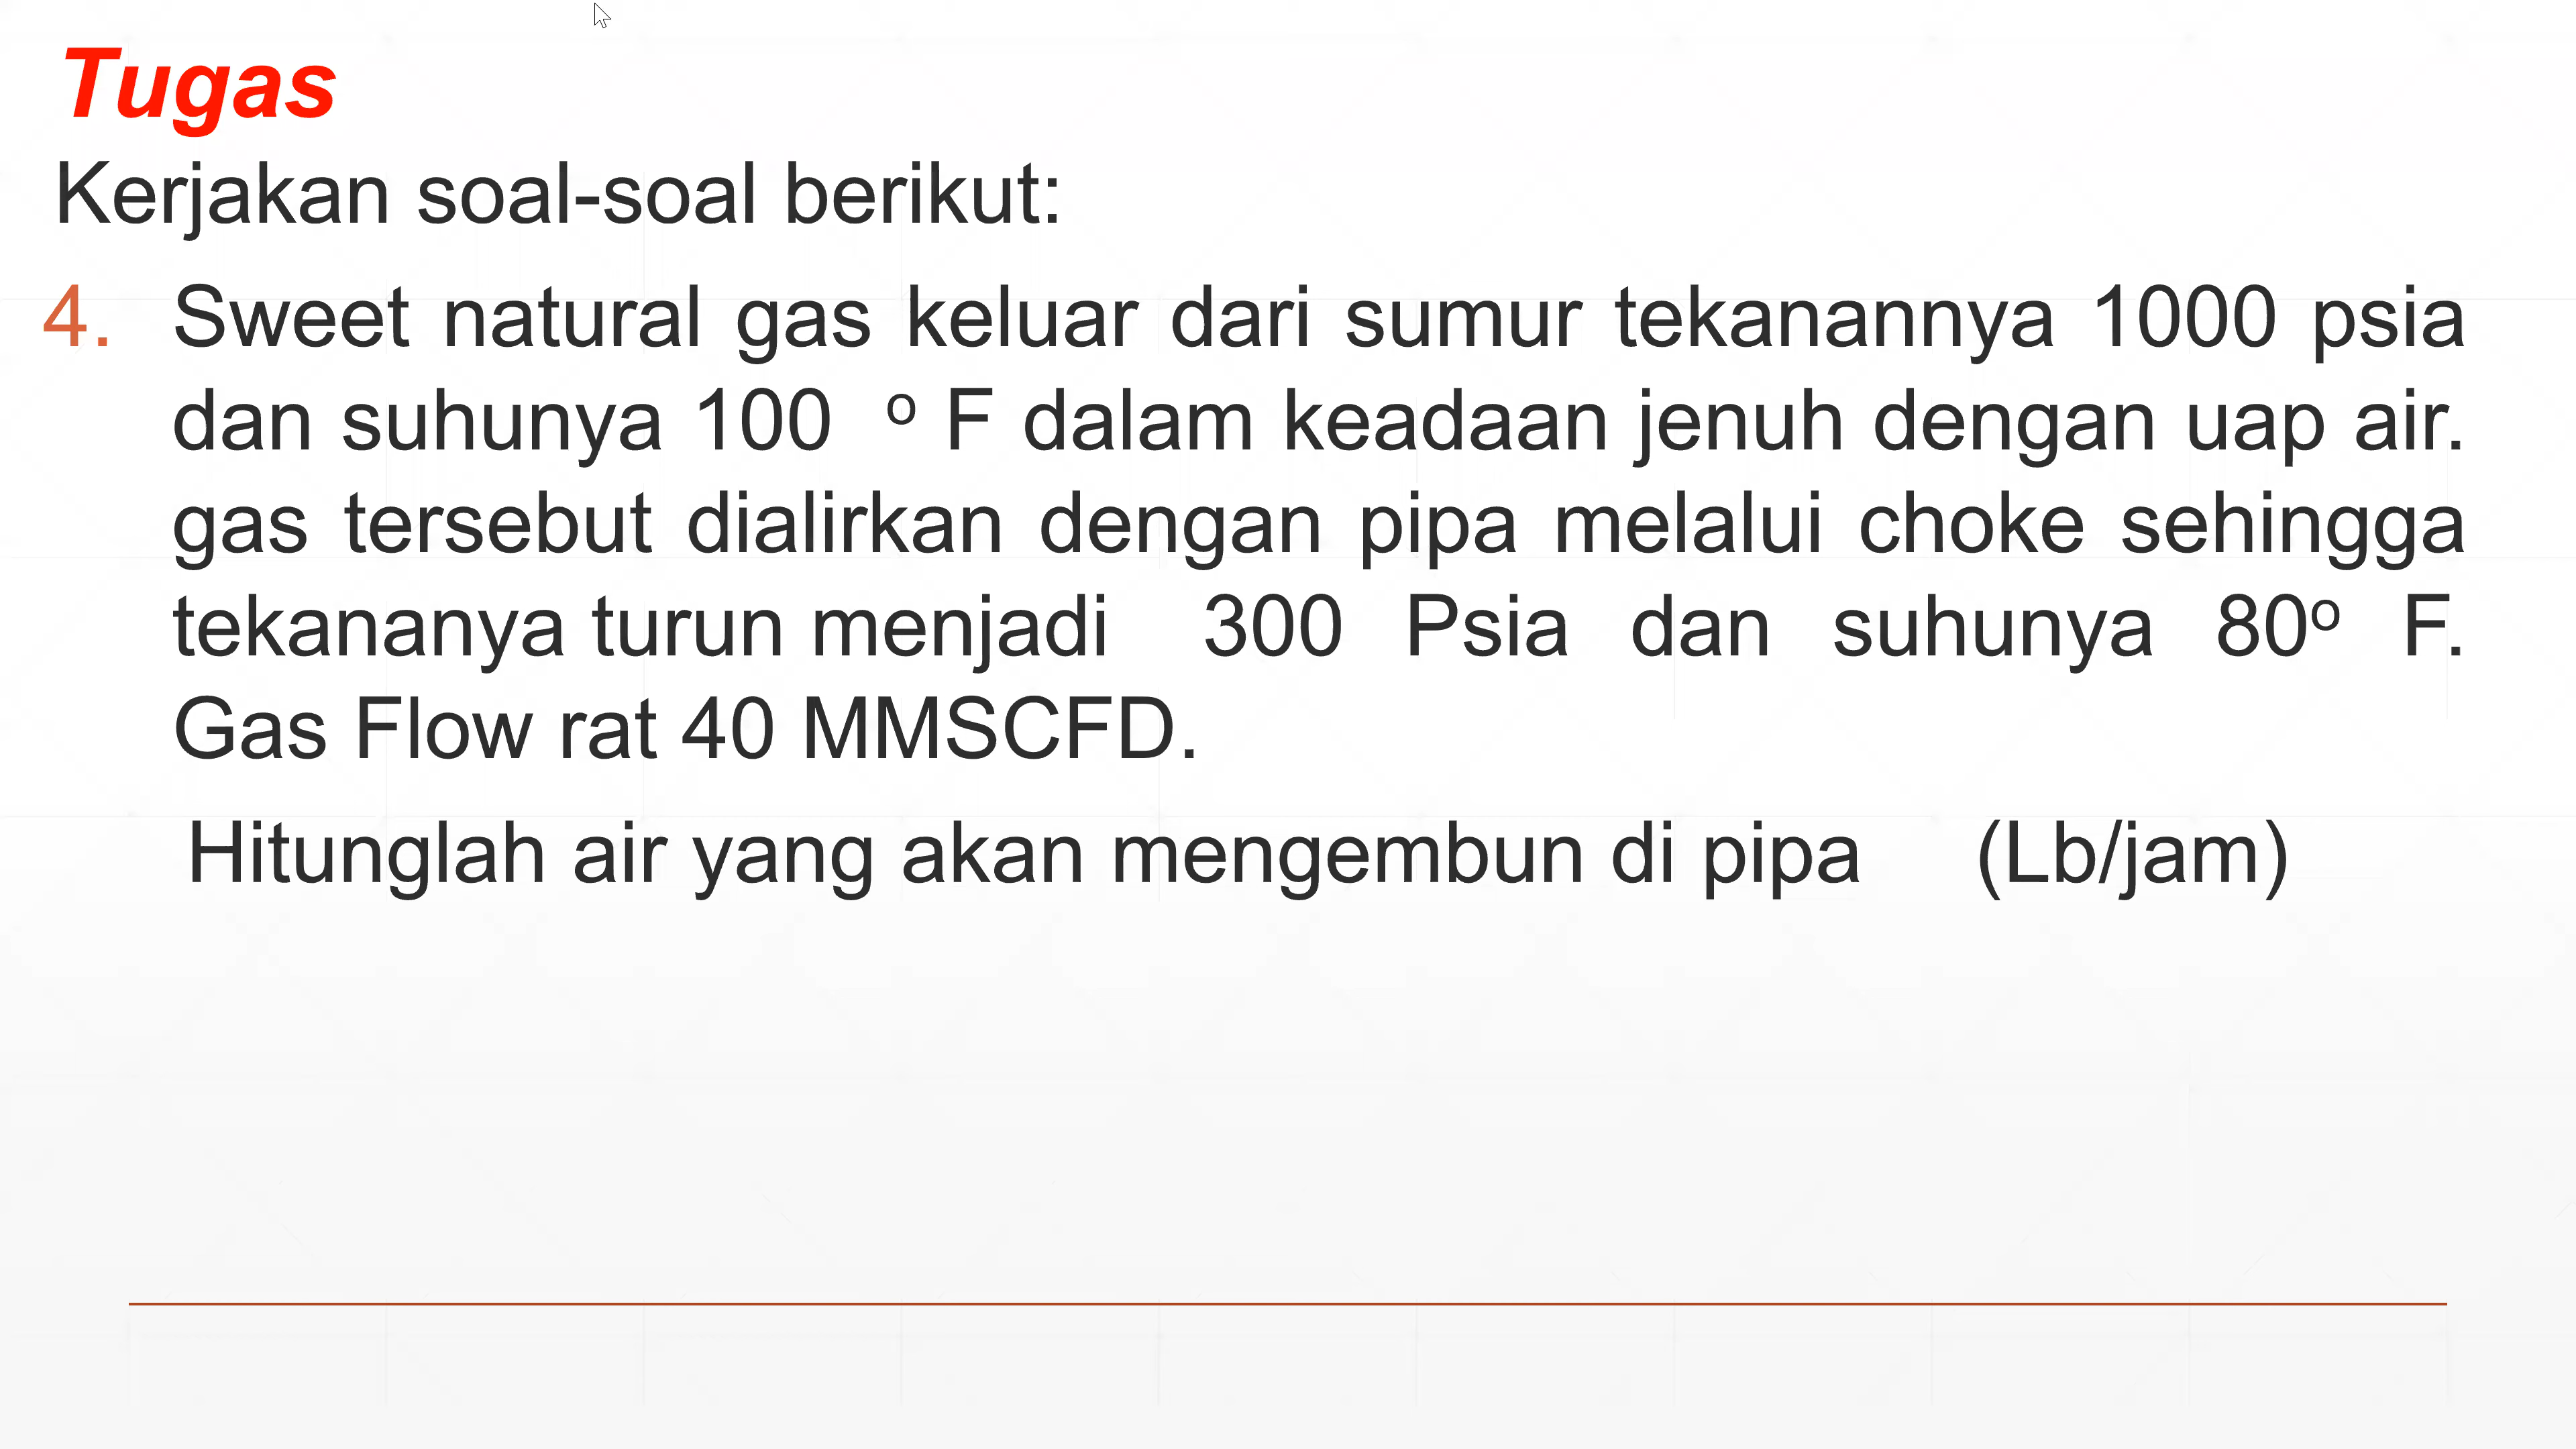 Tugas
Kerjakan soal-soal berikut:
4. Sweet natural gas keluar dari sumur tekanannya 1000 psia
dan suhunya 100 º F dalam keadaan jenuh dengan uap air.
gas tersebut dialirkan dengan pipa melalui choke sehingga
tekananya turun menjadi 300 Psia dan suhunya 80º F.
Gas Flow rat 40 MMSCFD.
Hitunglah air yang akan mengembun di pipa (Lb/jam)